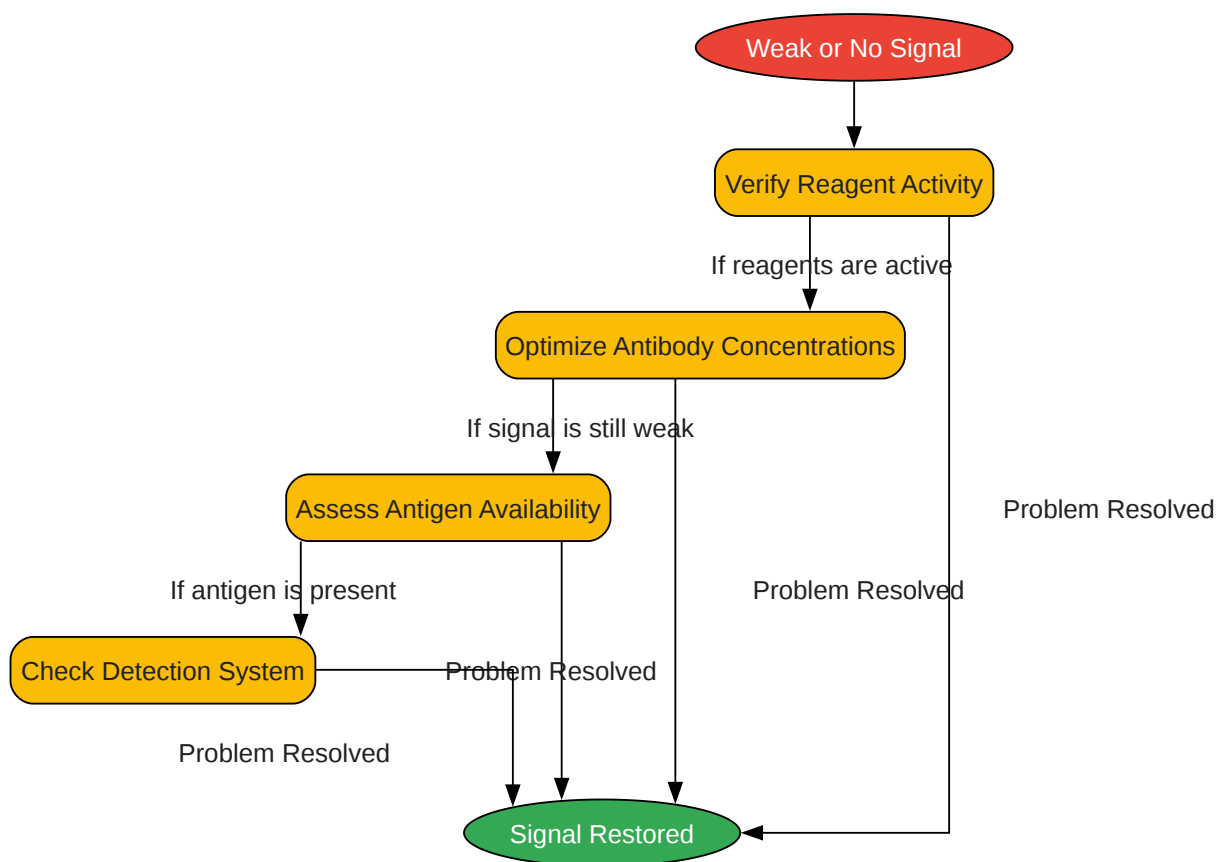 Weak or No Signal
Verify Reagent Activity
If reagents are active
Optimize Antibody Concentrations
If signal is still weak
Assess Antigen Availability
Problem Resolved
If antigen is present
Problem Resolved
Check Detection System
Problem Resolved
Problem Resolved
Signal Restored